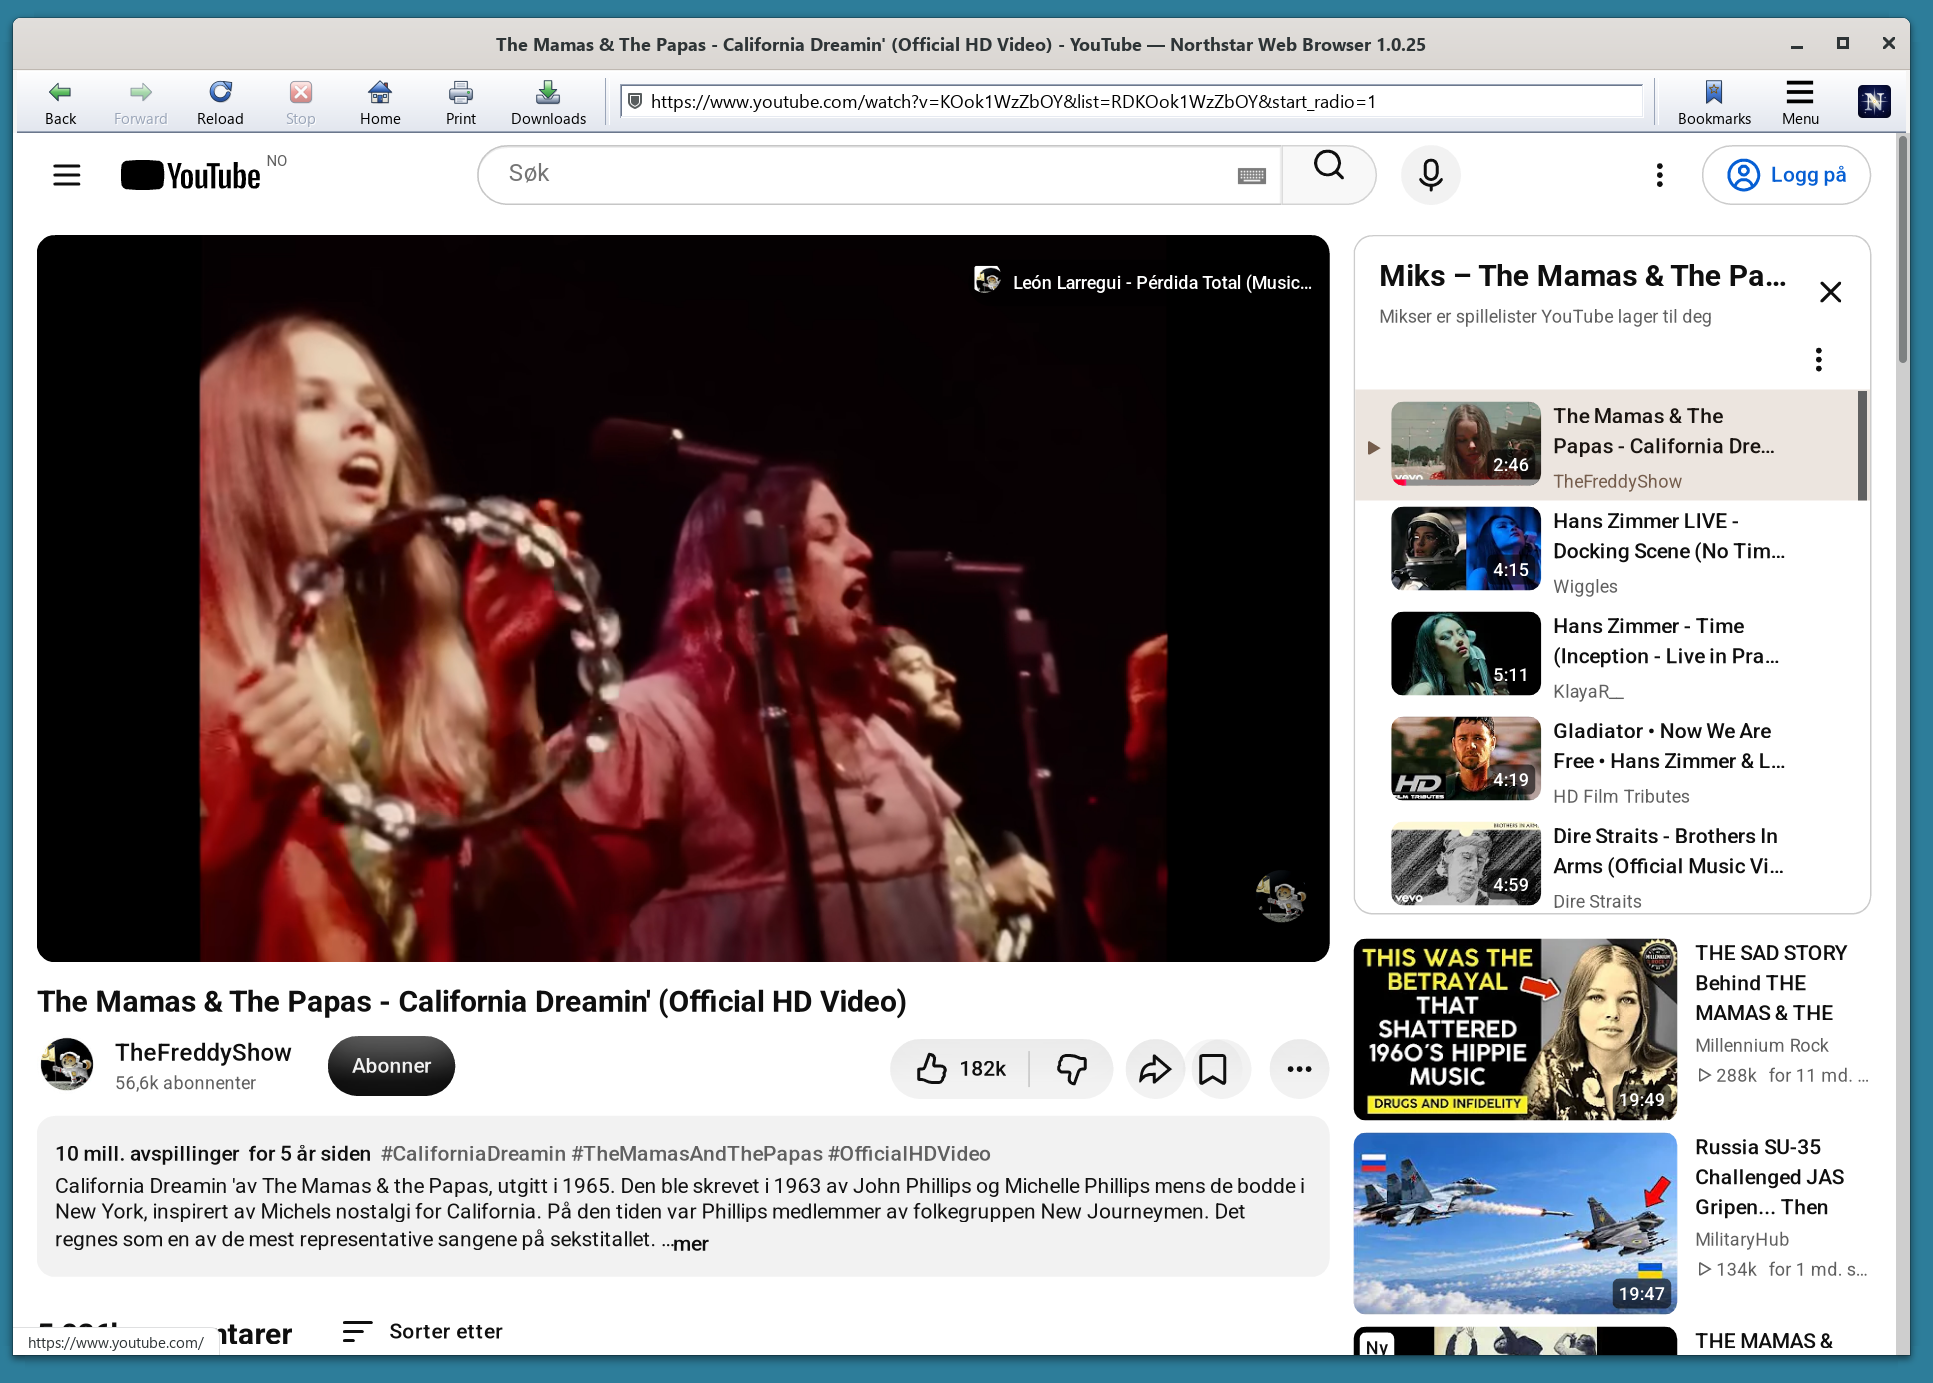 The Mamas & The Papas - California Dreamin' (Official HD Video) - YouTube — Northstar Web Browser 1.0.25
Back
Forward
Reload
Stop
Home
Print
Downloads
https://www.youtube.com/watch?v=KOok1WzZbOY&list=RDKOok1WzZbOY&start_radio=1
Bookmarks
Menu
N
YouTube NO
Søk
Logg på
León Larregui - Pérdida Total (Music...
The Mamas & The Papas - California Dreamin' (Official HD Video)
TheFreddyShow
56,6k abonnenter
Abonner
182k
10 mill. avspillinger for 5 år siden #CaliforniaDreamin #TheMamasAndThePapas #OfficialHDVideo
California Dreamin 'av The Mamas & the Papas, utgitt i 1965. Den ble skrevet i 1963 av John Phillips og Michelle Phillips mens de bodde i
New York, inspirert av Michels nostalgi for California. På den tiden var Phillips medlemmer av folkegruppen New Journeymen. Det
regnes som en av de mest representative sangene på sekstitallet. ...mer
Sorter etter
https://www.youtube.com/
Miks – The Mamas & The Pa...
Mikser er spillelister YouTube lager til deg
vevo
2:46
The Mamas & The
Papas - California Dre...
TheFreddyShow
4:15
Hans Zimmer LIVE -
Docking Scene (No Tim...
Wiggles
5:11
Hans Zimmer - Time
(Inception - Live in Pra...
KlayaR__
HD
FILM TRIBUTES
4:19
Gladiator • Now We Are
Free • Hans Zimmer & L...
HD Film Tributes
BROTHERS IN ARM
vevo
4:59
Dire Straits - Brothers In
Arms (Official Music Vi...
Dire Straits
THIS WAS THE
BETRAYAL
THAT
SHATTERED
1960'S HIPPIE
MUSIC
DRUGS AND INFIDELITY
19:49
THE SAD STORY
Behind THE
MAMAS & THE
Millennium Rock
288k for 11 md. ...
19:47
Russia SU-35
Challenged JAS
Gripen... Then
MilitaryHub
134k for 1 md. s...
Ny
THE MAMAS &